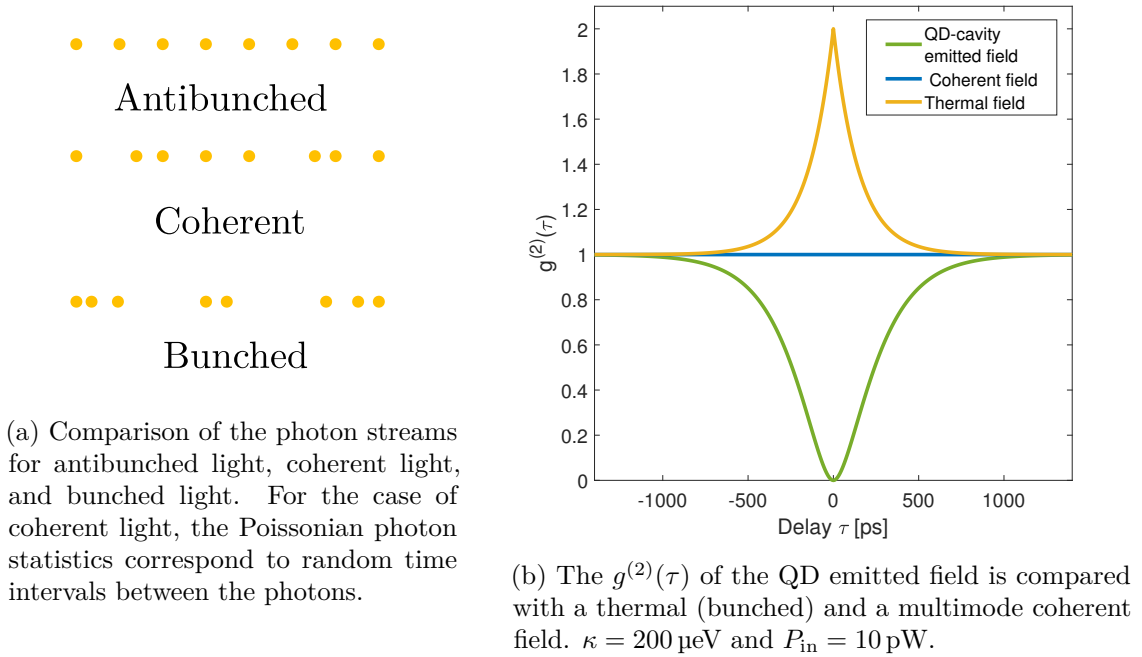 Antibunched
Coherent
Bunched
(a) Comparison of the photon streams
for antibunched light, coherent light,
and bunched light. For the case of
coherent light, the Poissonian photon
statistics correspond to random time
intervals between the photons.
QD-cavity
emitted field
Coherent field
Thermal field
2
1.8
1.6
1.4
1.2
1
0.8
0.6
0.4
0.2
0
g⁽²⁾(τ)
-1000 -500 0 500 1000
Delay τ [ps]
(b) The g⁽²⁾(τ) of the QD emitted field is compared
with a thermal (bunched) and a multimode coherent
field. κ = 200 µeV and P_in = 10 pW.